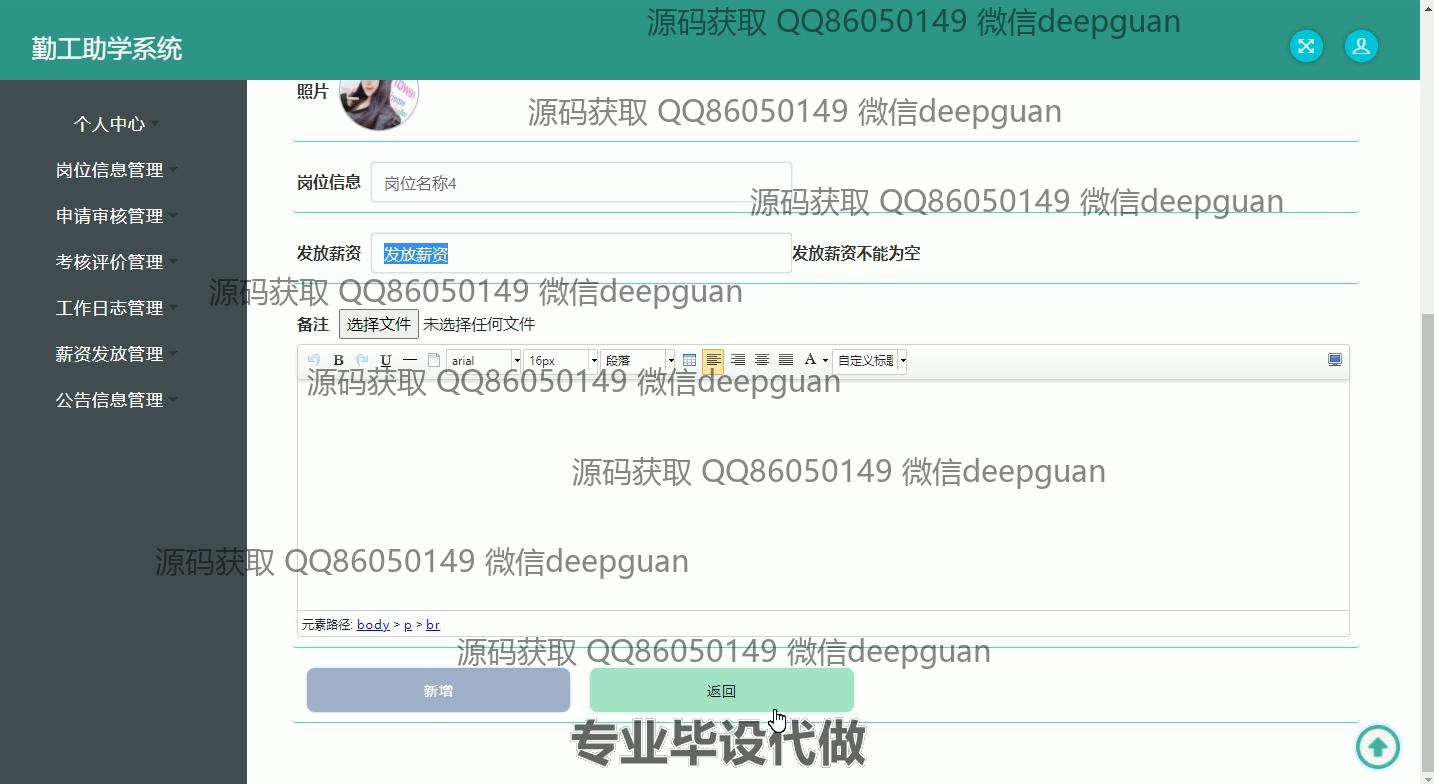 源码获取 QQ86050149 微信deepguan
勤工助学系统
照片
源码获取 QQ86050149 微信deepguan
个人中心
岗位信息管理
岗位信息 岗位名称4
源码获取 QQ86050149 微信deepguan
申请审核管理
发放薪资 发放薪资 发放薪资不能为空
考核评价管理
源码获取 QQ86050149 微信deepguan
工作日志管理
备注 选择文件 未选择任何文件
薪资发放管理
B U arial 16px 段落 A 自定义标题
源码获取 QQ86050149 微信deepguan
公告信息管理
源码获取 QQ86050149 微信deepguan
源码获取 QQ86050149 微信deepguan
元素路径: body > p > br
源码获取 QQ86050149 微信deepguan
新增 返回
专业毕设代做